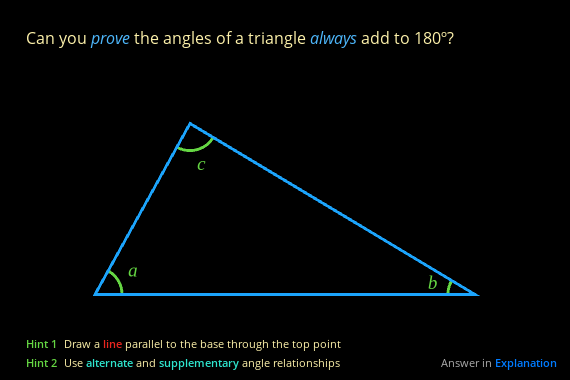 Can you prove the angles of a triangle always add to 180º?
c
a
b
Hint 1 Draw a line parallel to the base through the top point
Hint 2 Use alternate and supplementary angle relationships
Answer in Explanation